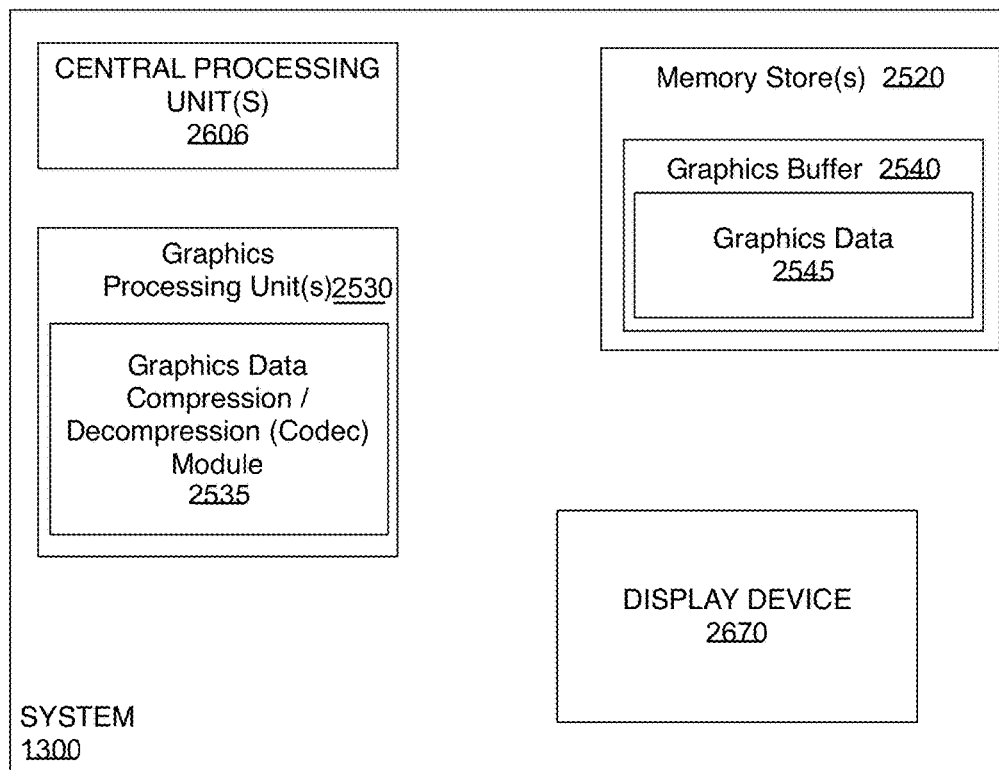 CENTRAL PROCESSING
UNIT(S)
2606
Memory Store(s) 2520
Graphics Buffer 2540
Graphics Data
2545
Graphics
Processing Unit(s)2530
Graphics Data
Compression /
Decompression (Codec)
Module
2535
DISPLAY DEVICE
2670
SYSTEM
1300